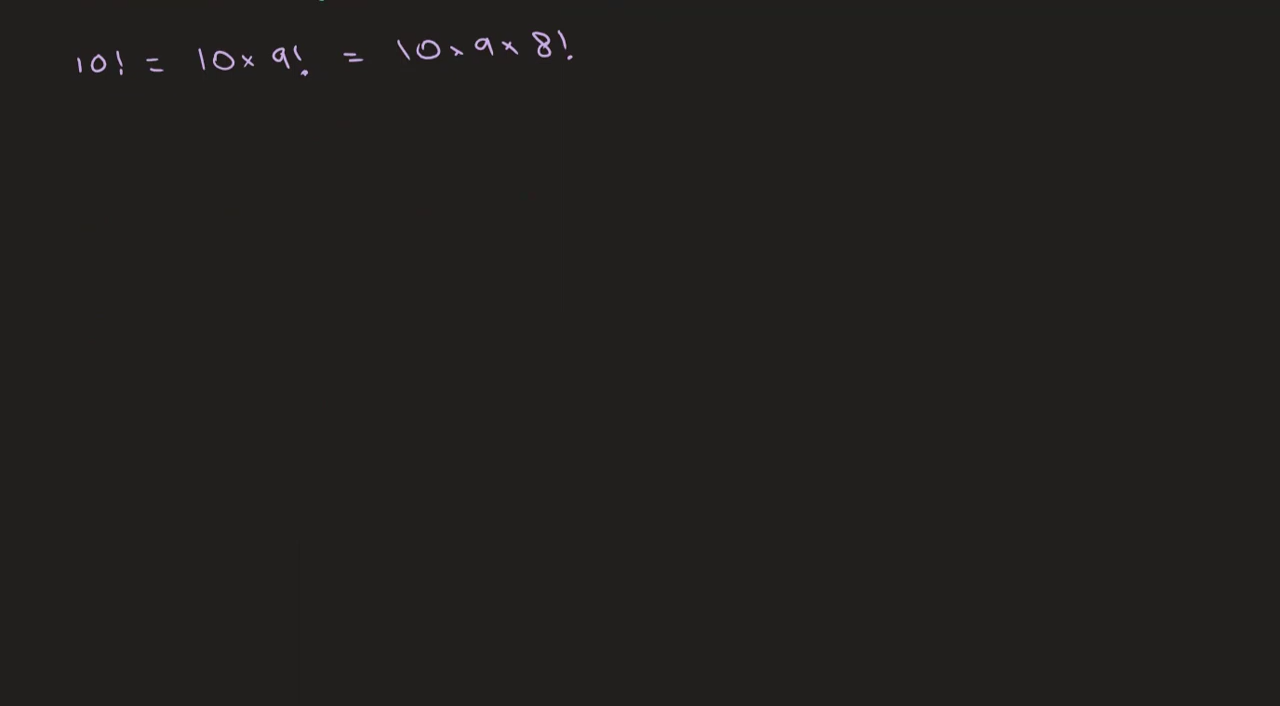 10! = 10 × 9! = 10 × 9 × 8!